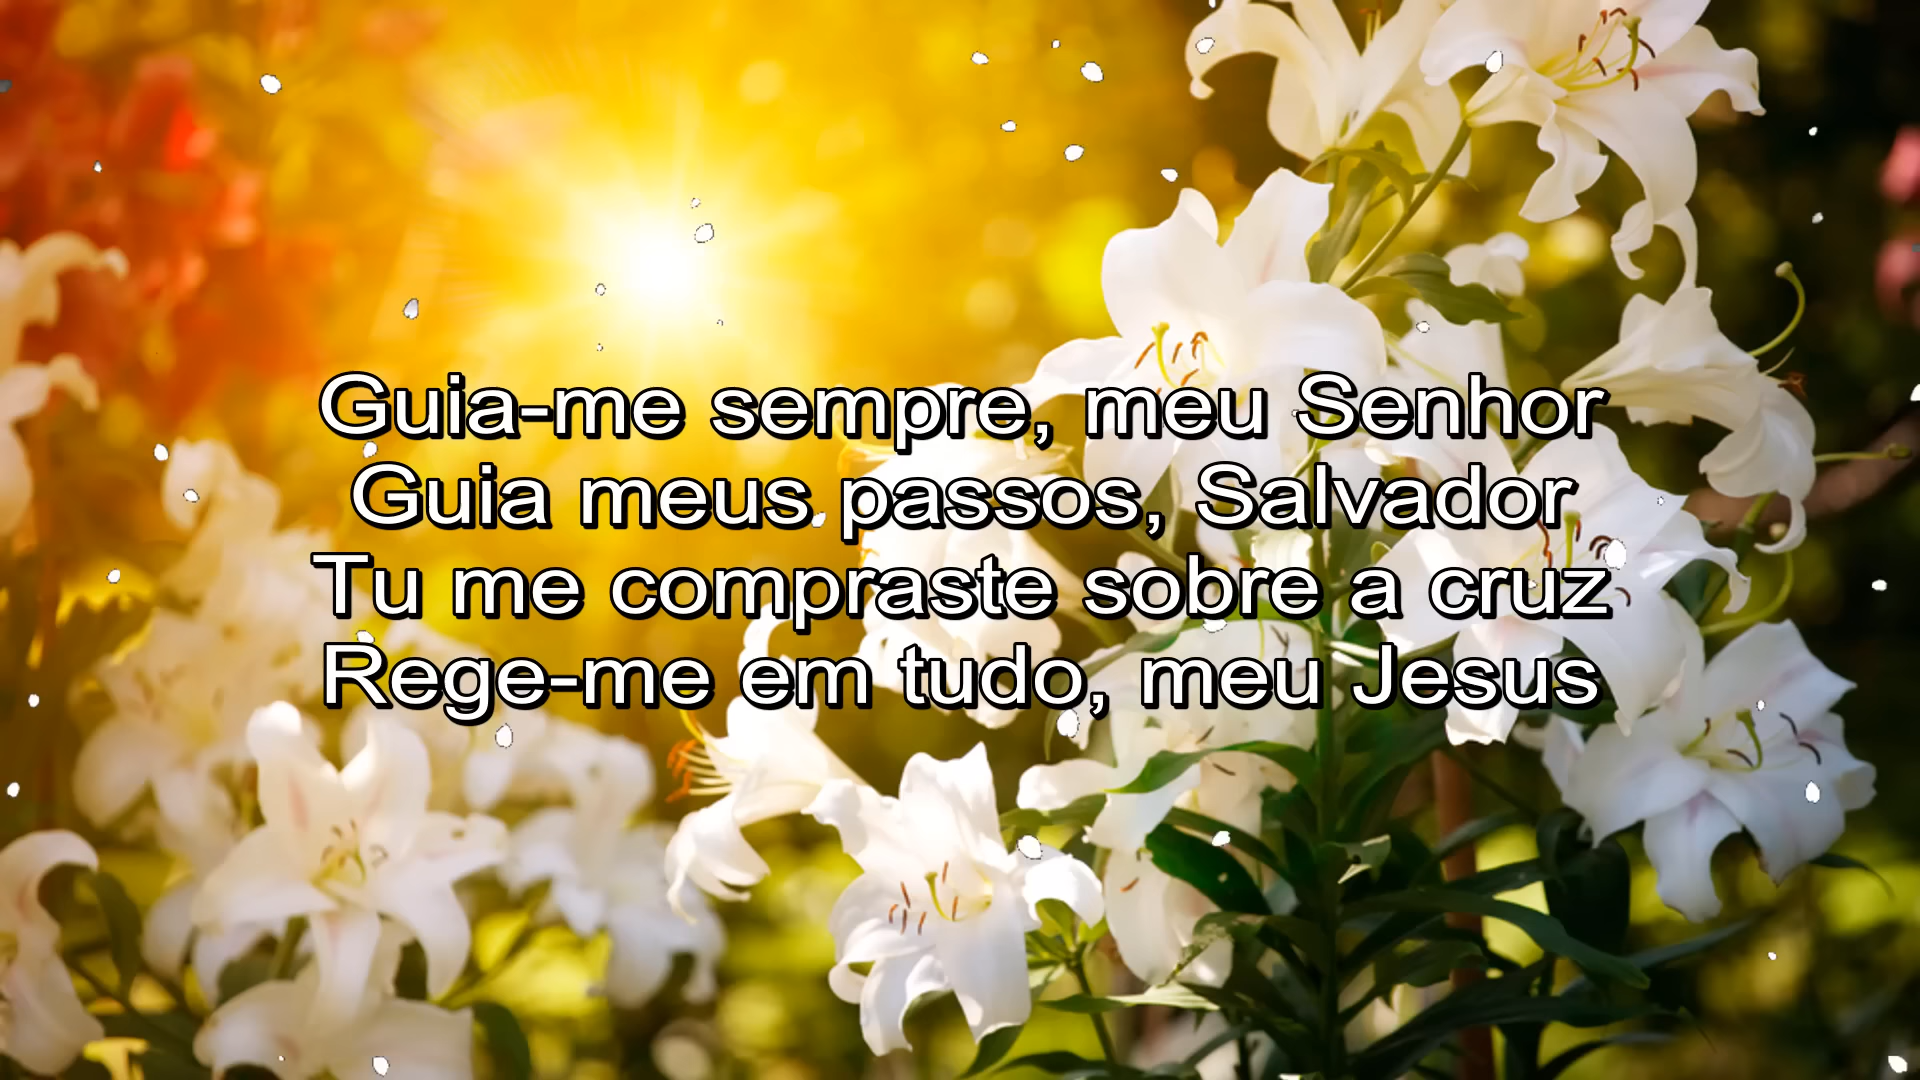 Guia-me sempre, meu Senhor
Guia meus passos, Salvador
Tu me compraste sobre a cruz
Rege-me em tudo, meu Jesus